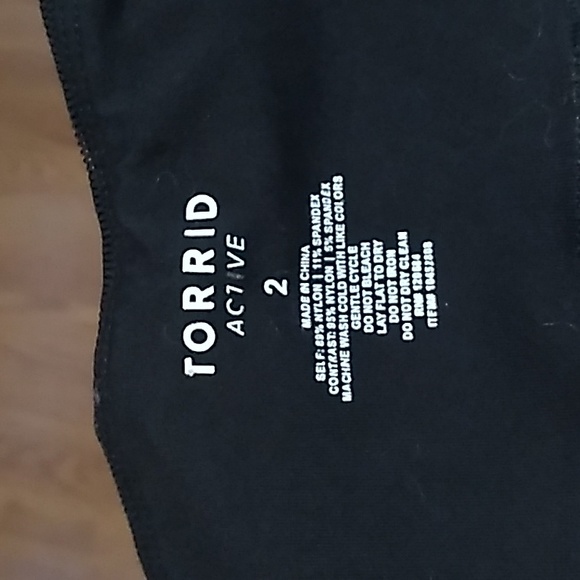 TORRID
ACTIVE
2
MADE IN CHINA
SELF: 89% NYLON | 11% SPANDEX
CONTRAST: 95% NYLON | 5% SPANDEX
MACHINE WASH COLD WITH LIKE COLORS
GENTLE CYCLE
DO NOT BLEACH
LAY FLAT TO DRY
DO NOT IRON
DO NOT DRY CLEAN
RN#
ITEM#